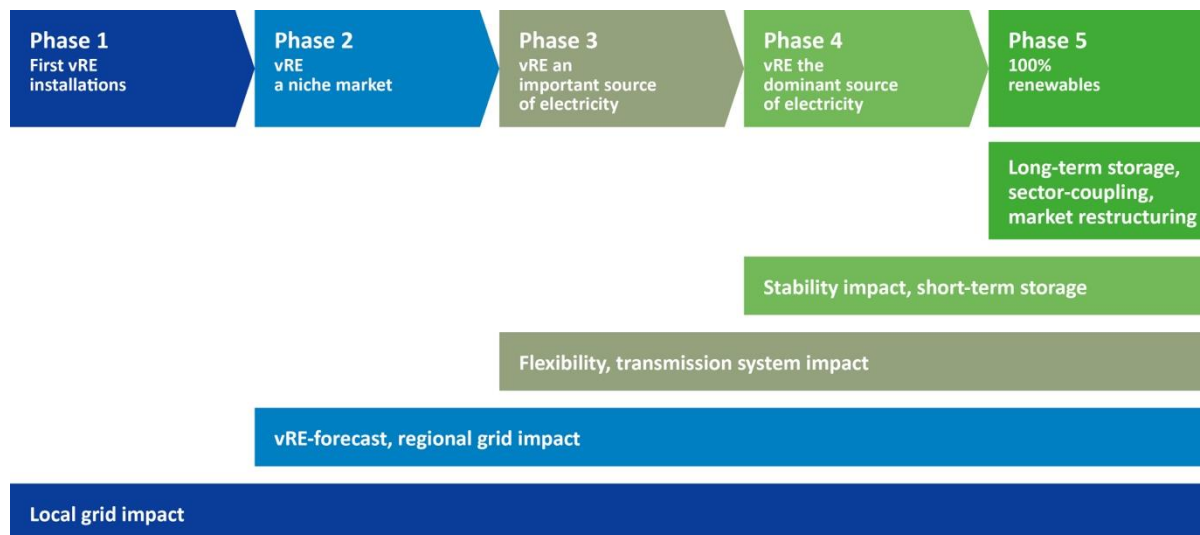 Phase 1
First vRE
installations
Phase 2
vRE
a niche market
Phase 3
vRE an
important source
of electricity
Phase 4
vRE the
dominant source
of electricity
Phase 5
100%
renewables
Long-term storage,
sector-coupling,
market restructuring
Stability impact, short-term storage
Flexibility, transmission system impact
vRE-forecast, regional grid impact
Local grid impact